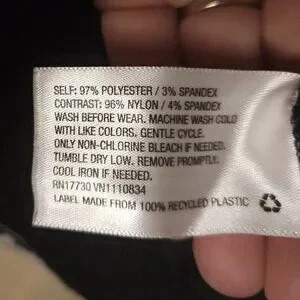 SELF: 97% POLYESTER / 3% SPANDEX
CONTRAST: 96% NYLON / 4% SPANDEX
WASH BEFORE WEAR. MACHINE WASH COLD
WITH LIKE COLORS. GENTLE CYCLE.
ONLY NON-CHLORINE BLEACH IF NEEDED.
TUMBLE DRY LOW. REMOVE PROMPTLY.
COOL IRON IF NEEDED.
RN17730 VN1110834
LABEL MADE FROM 100% RECYCLED PLASTIC